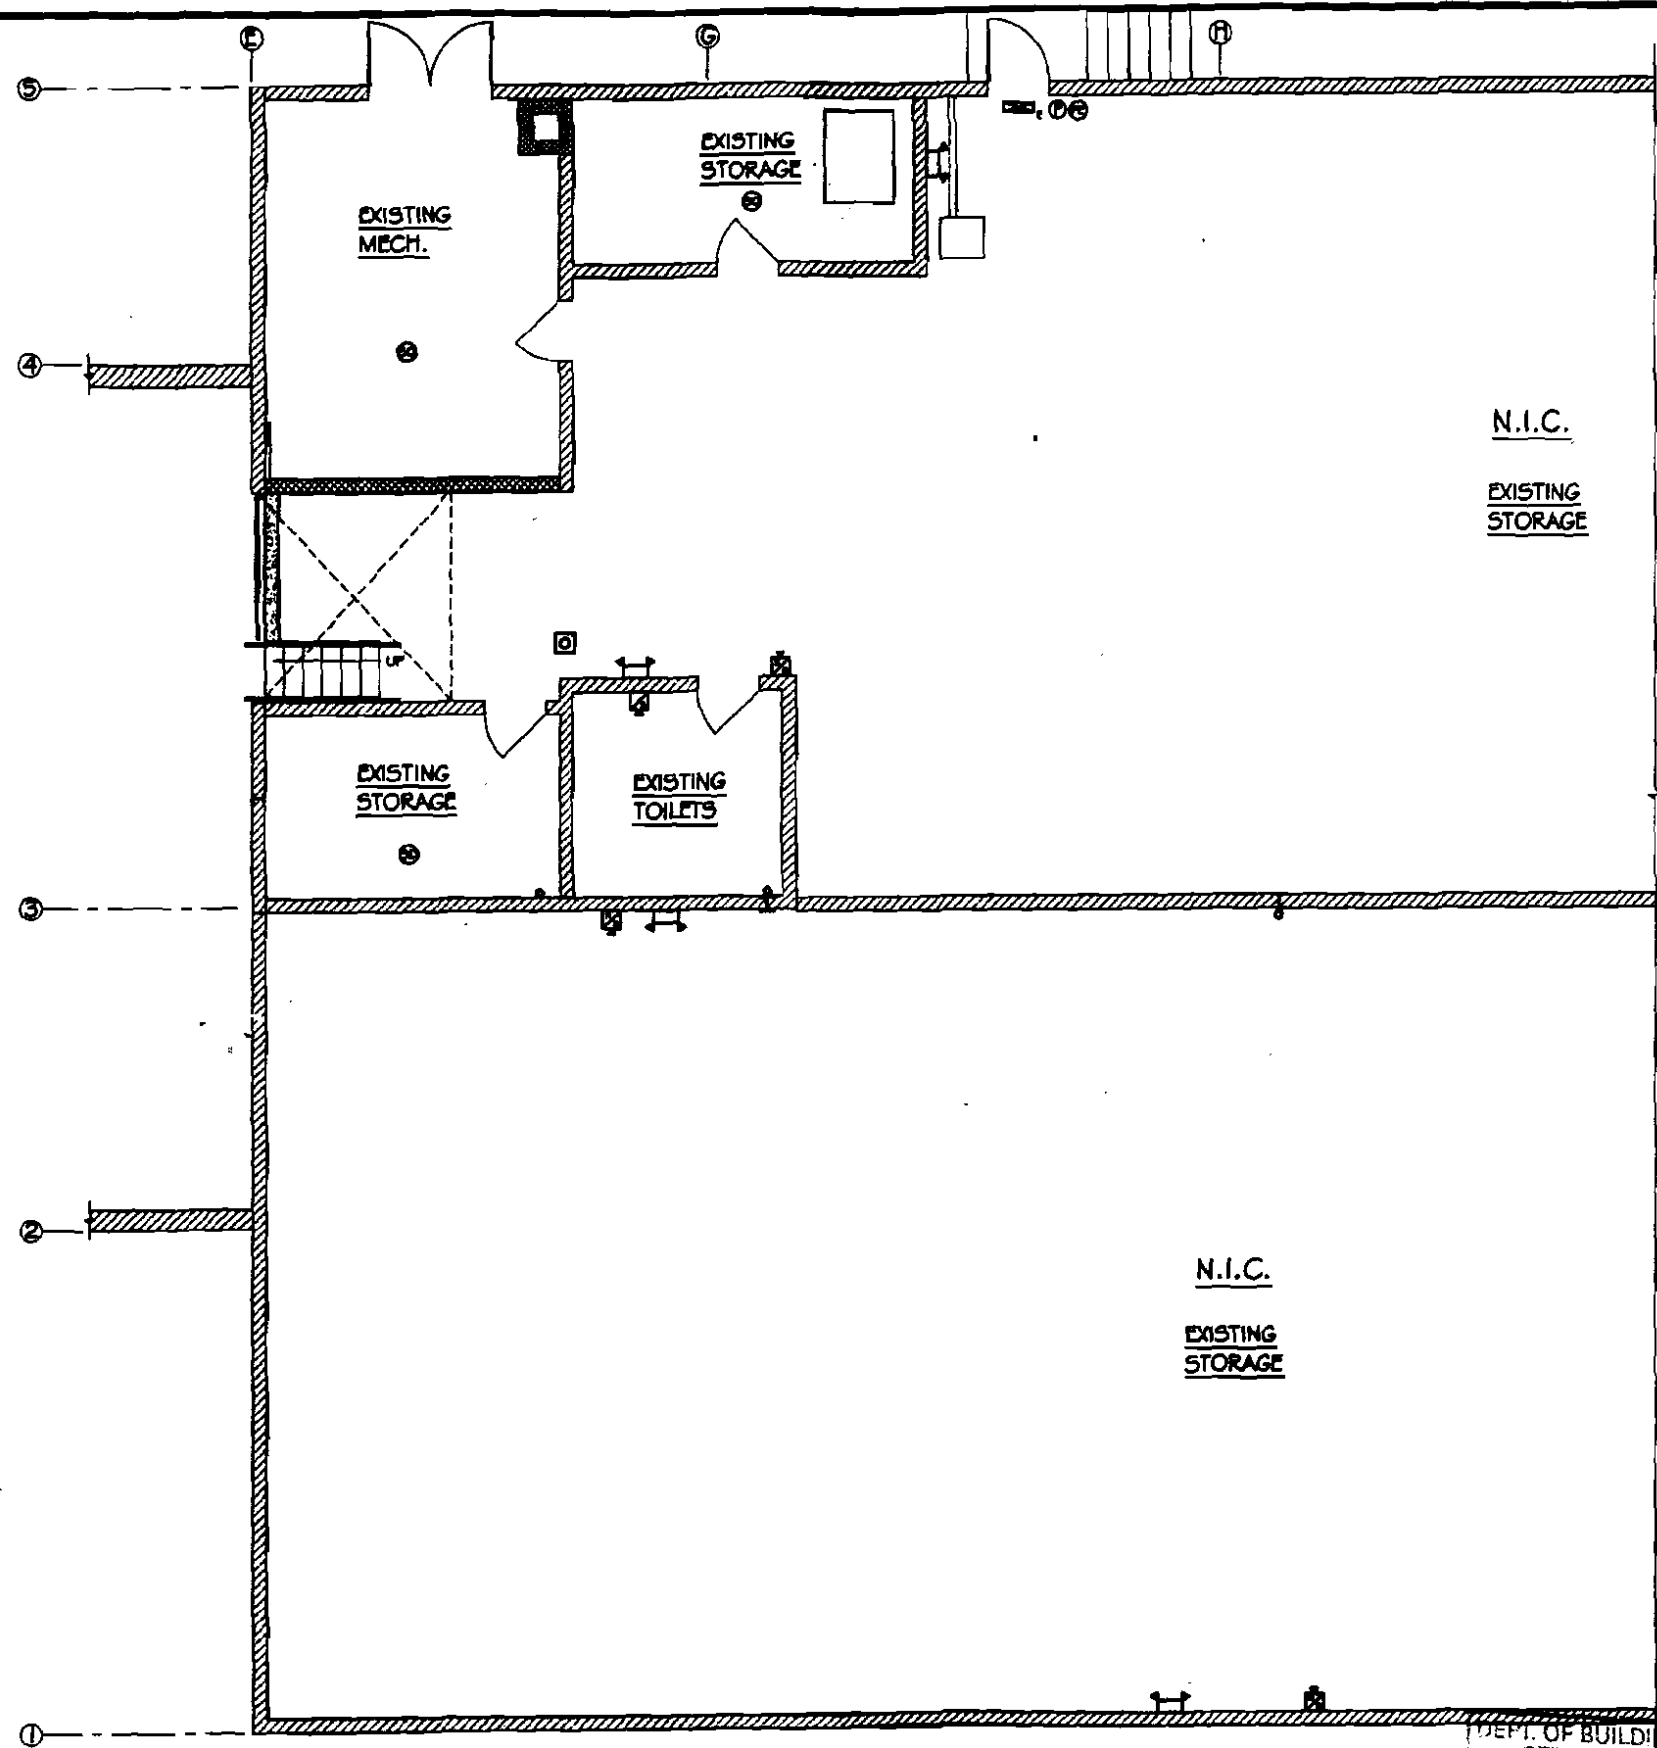 E
G
H
5
EXISTING
STORAGE
EXISTING
MECH.
4
N.I.C.
EXISTING
STORAGE
UP
EXISTING
STORAGE
EXISTING
TOILETS
3
2
N.I.C.
EXISTING
STORAGE
1
DEPT. OF BUILDI